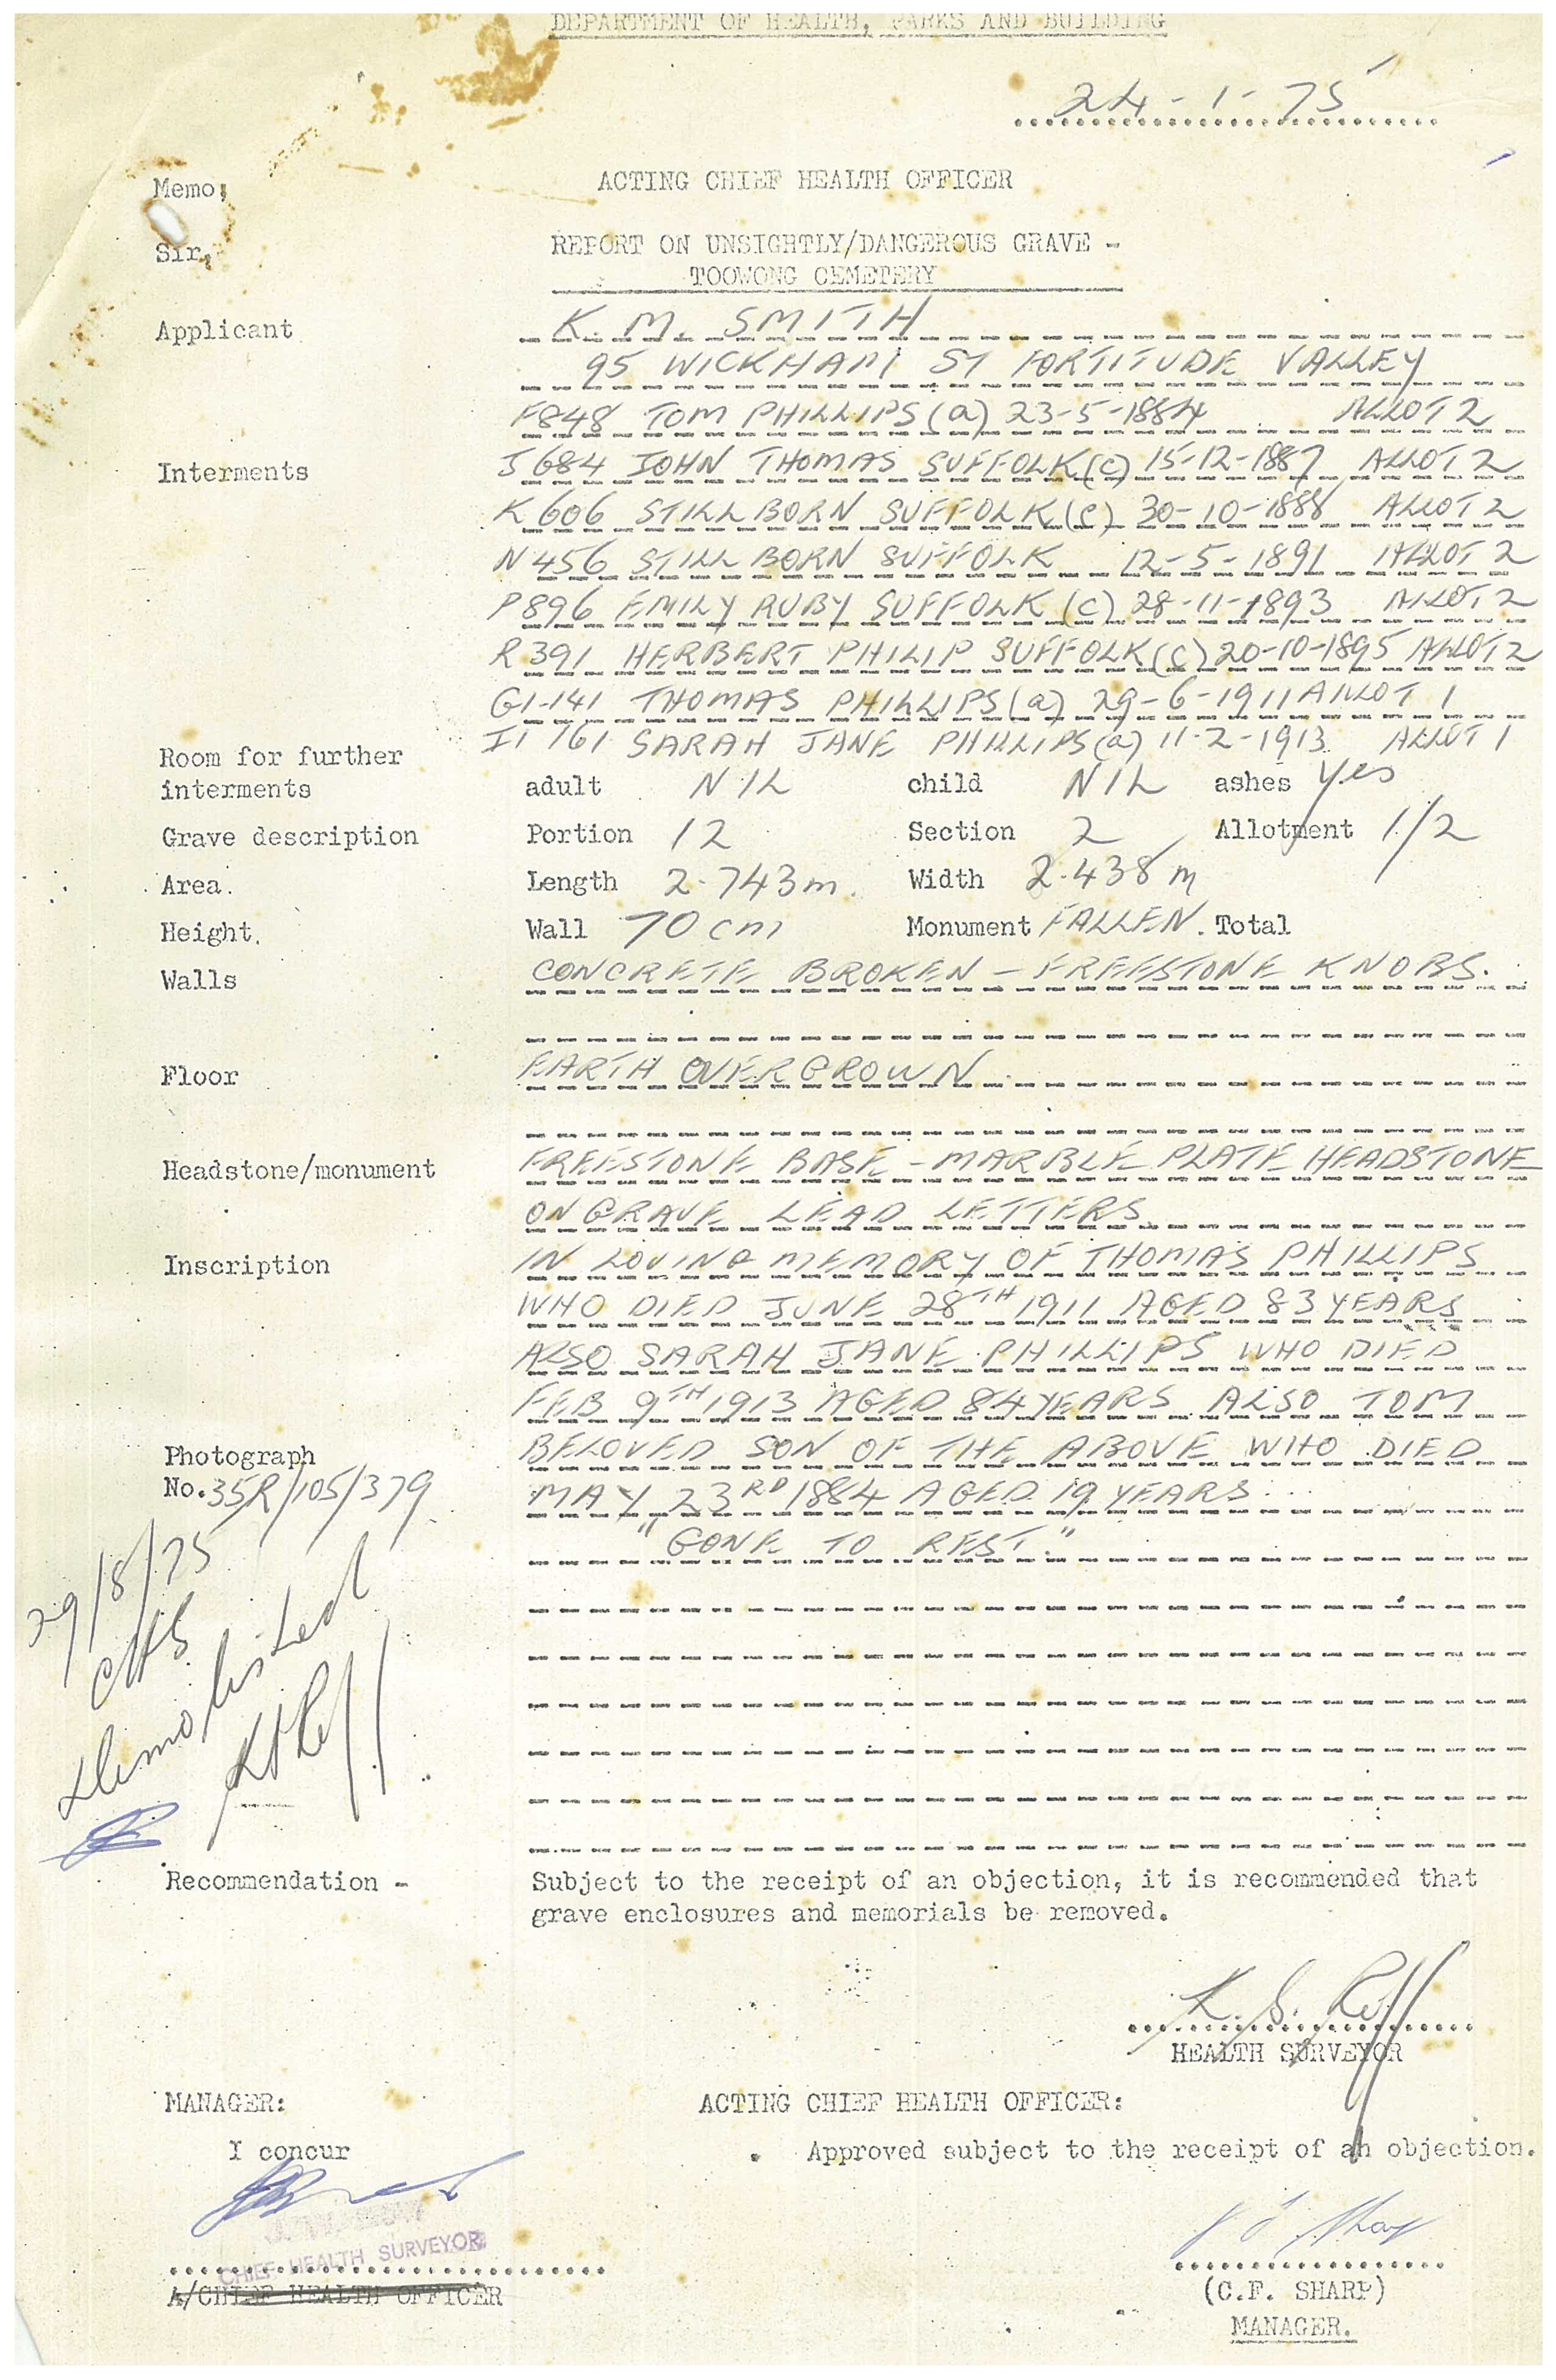 DEPARTMENT OF HEALTH, PARKS AND BUILDING
24-1-75
Memo;
ACTING CHIEF HEALTH OFFICER
Sir,
REPORT ON UNSIGHTLY/DANGEROUS GRAVE -
TOOWONG CEMETERY
Applicant K. M. SMITH
95 WICKHAM ST FORTITUDE VALLEY
F848 TOM PHILLIPS (a) 23-5-1884 ALLOT 2
Interments J684 JOHN THOMAS SUFFOLK (c) 15-12-1887 ALLOT 2
K606 STILLBORN SUFFOLK (c) 30-10-1888 ALLOT 2
N456 STILLBORN SUFFOLK 12-5-1891 ALLOT 2
P896 EMILY RUBY SUFFOLK (c) 28-11-1893 ALLOT 2
R391 HERBERT PHILIP SUFFOLK (c) 20-10-1895 ALLOT 2
G1-141 THOMAS PHILLIPS (a) 29-6-1911 ALLOT 1
I1 761 SARAH JANE PHILLIPS (a) 11-2-1913 ALLOT 1
Room for further
interments adult NIL child NIL ashes yes
Grave description Portion 12 Section 2 Allotment 1/2
Area. Length 2.743m. Width 2.438m
Height. Wall 70cm Monument FALLEN. Total
Walls CONCRETE BROKEN - FREESTONE KNOBS.
Floor EARTH OVERGROWN
Headstone/monument FREESTONE BASE - MARBLE PLATE HEADSTONE
ON GRAVE LEAD LETTERS
Inscription IN LOVING MEMORY OF THOMAS PHILLIPS
WHO DIED JUNE 28TH 1911 AGED 83 YEARS
ALSO SARAH JANE PHILLIPS WHO DIED
FEB 9TH 1913 AGED 84 YEARS ALSO TOM
Photograph BELOVED SON OF THE ABOVE WHO DIED
No. 35R/105/379 MAY 23RD 1884 AGED 19 YEARS
"GONE TO REST."
29/8/75
CHS
demolished
Recommendation - Subject to the receipt of an objection, it is recommended that
grave enclosures and memorials be removed.
HEALTH SURVEYOR
MANAGER: ACTING CHIEF HEALTH OFFICER:
I concur Approved subject to the receipt of an objection.
CHIEF HEALTH SURVEYOR
A/CHIEF HEALTH OFFICER
(C.F. SHARP)
MANAGER.